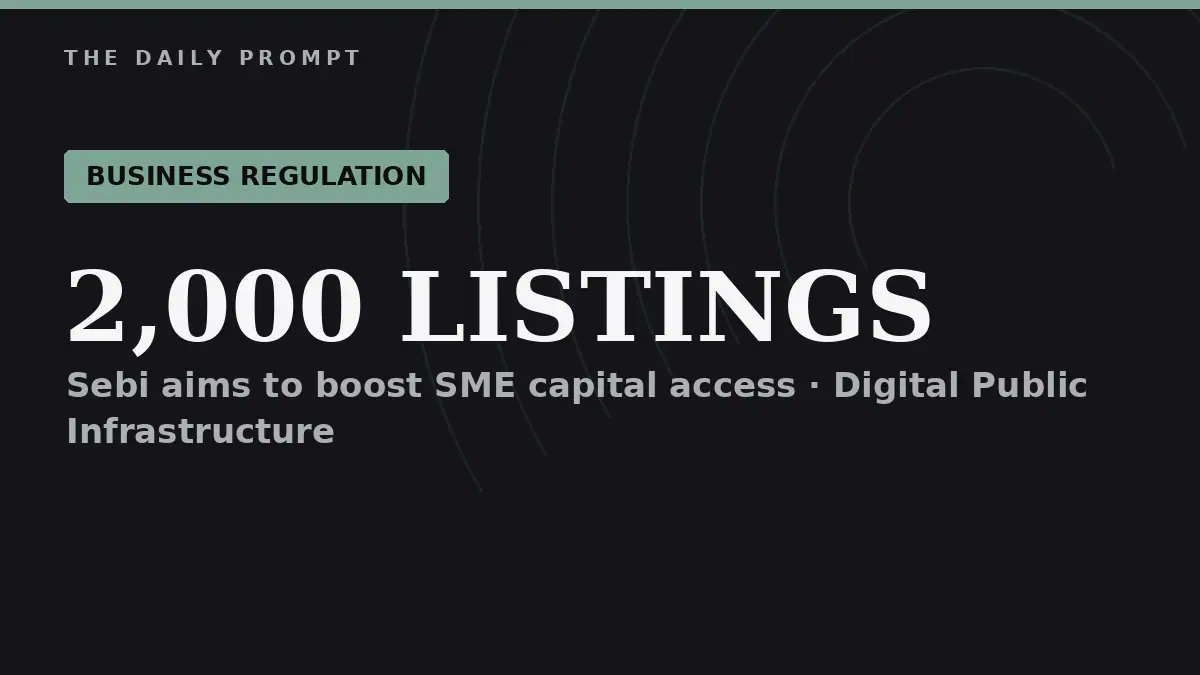 THE DAILY PROMPT
BUSINESS REGULATION
2,000 LISTINGS
Sebi aims to boost SME capital access · Digital Public
Infrastructure